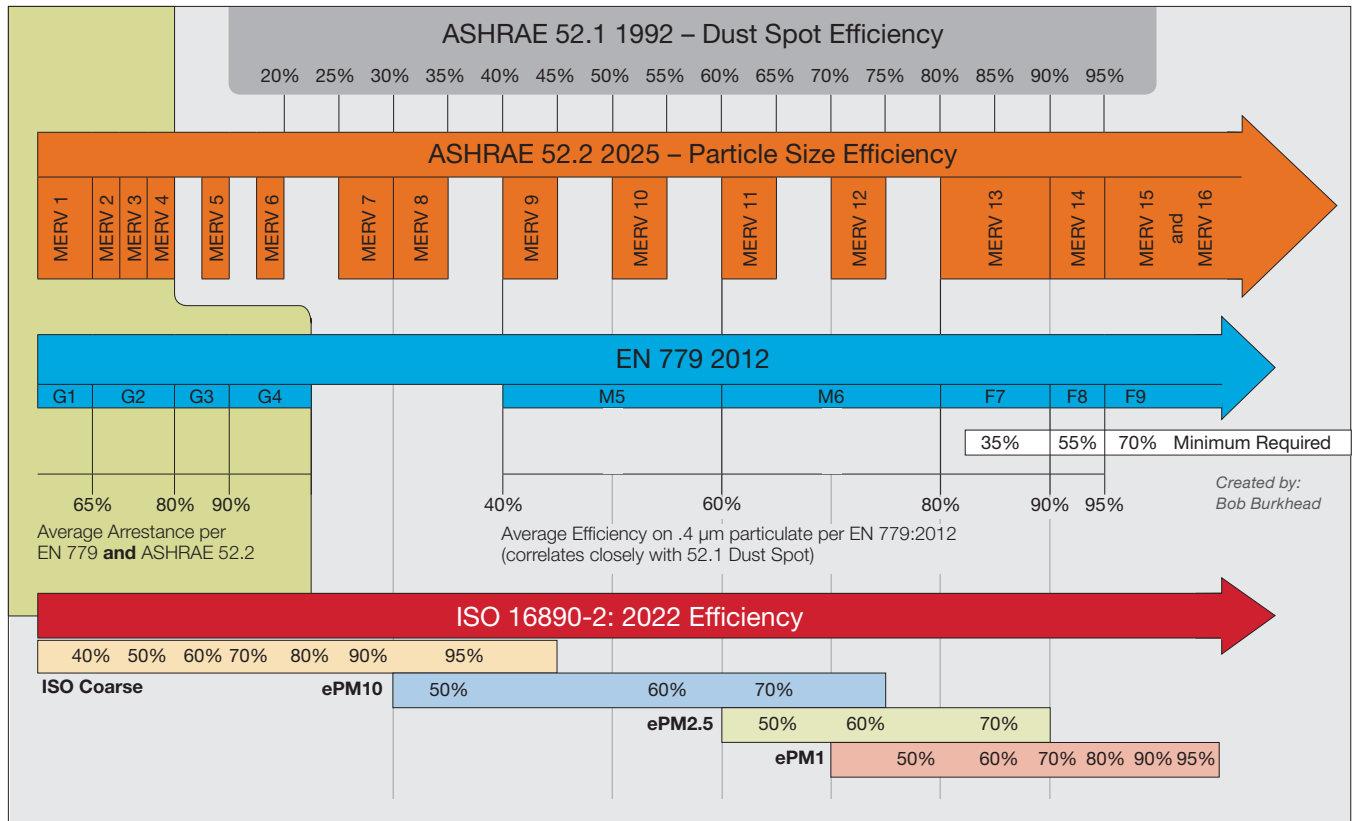 ASHRAE 52.1 1992 – Dust Spot Efficiency
20% 25% 30% 35% 40% 45% 50% 55% 60% 65% 70% 75% 80% 85% 90% 95%
ASHRAE 52.2 2025 – Particle Size Efficiency
MERV 1
MERV 2
MERV 3
MERV 4
MERV 5
MERV 6
MERV 7
MERV 8
MERV 9
MERV 10
MERV 11
MERV 12
MERV 13
MERV 14
MERV 15
and
MERV 16
EN 779 2012
G1 G2 G3 G4 M5 M6 F7 F8 F9
35% 55% 70% Minimum Required
65% 80% 90% 40% 60% 80% 90% 95%
Created by:
Bob Burkhead
Average Arrestance per
EN 779 and ASHRAE 52.2
Average Efficiency on .4 µm particulate per EN 779:2012
(correlates closely with 52.1 Dust Spot)
ISO 16890-2: 2022 Efficiency
40% 50% 60% 70% 80% 90% 95%
ISO Coarse
ePM10 50% 60% 70%
ePM2.5 50% 60% 70%
ePM1 50% 60% 70% 80% 90% 95%